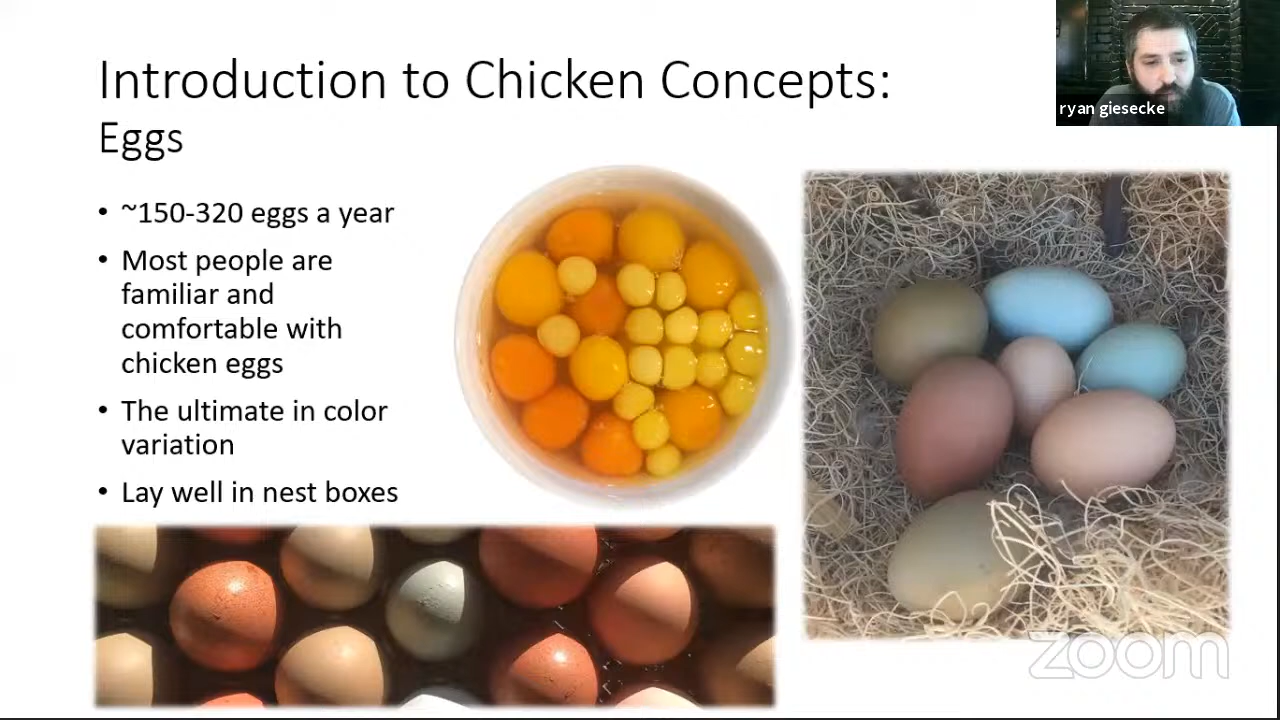 Introduction to Chicken Concepts:
Eggs
ryan giesecke
• ~150-320 eggs a year
• Most people are
familiar and
comfortable with
chicken eggs
• The ultimate in color
variation
• Lay well in nest boxes
zoom